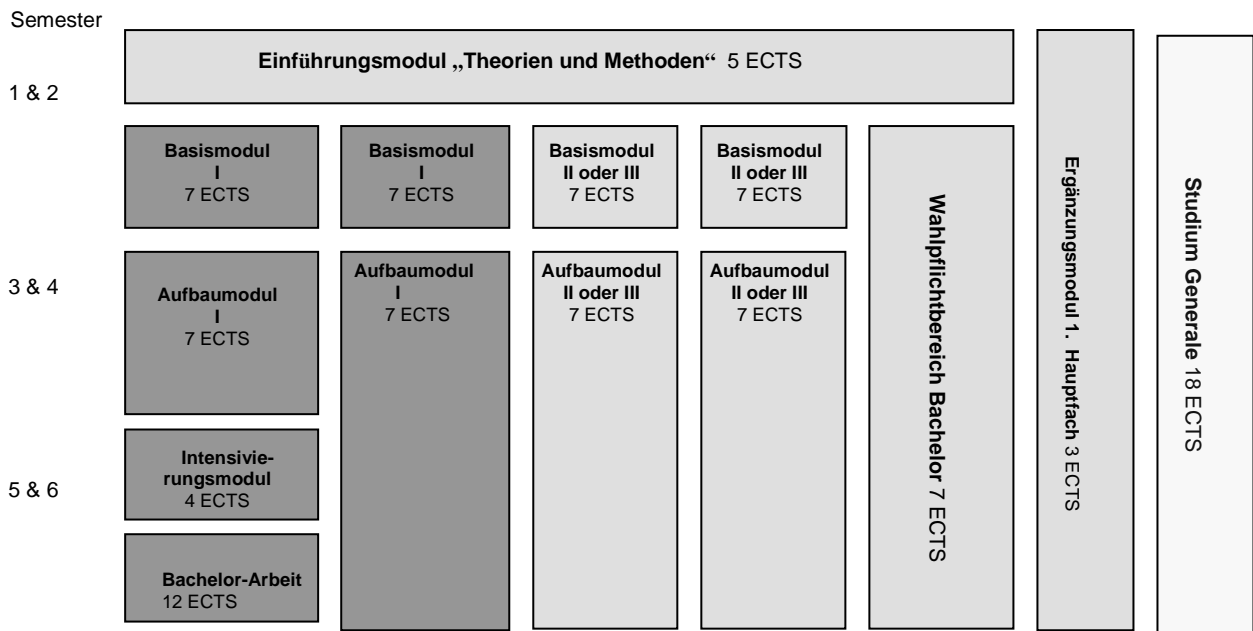 Semester
Einführungsmodul „Theorien und Methoden“ 5 ECTS
1 & 2
Basismodul
I
7 ECTS
Basismodul
I
7 ECTS
Basismodul
II oder III
7 ECTS
Basismodul
II oder III
7 ECTS
Wahlpflichtbereich Bachelor 7 ECTS
Ergänzungsmodul 1. Hauptfach 3 ECTS
Studium Generale 18 ECTS
3 & 4
Aufbaumodul
I
7 ECTS
Aufbaumodul
I
7 ECTS
Aufbaumodul
II oder III
7 ECTS
Aufbaumodul
II oder III
7 ECTS
5 & 6
Intensivie-
rungsmodul
4 ECTS
Bachelor-Arbeit
12 ECTS